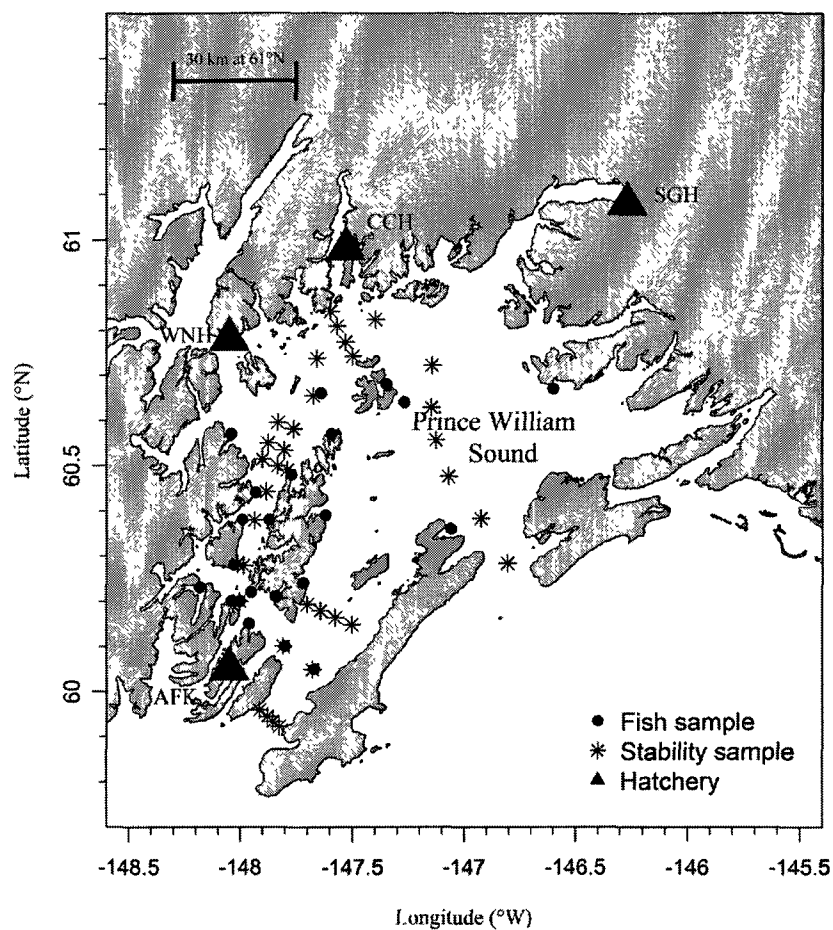 30 km at 61°N
SGH
CCH
61
WNH
Prince William
Sound
60.5
Latitude (°N)
60
AFK
Fish sample
Stability sample
Hatchery
-148.5 -148 -147.5 -147 -146.5 -146 -145.5
Longitude (°W)